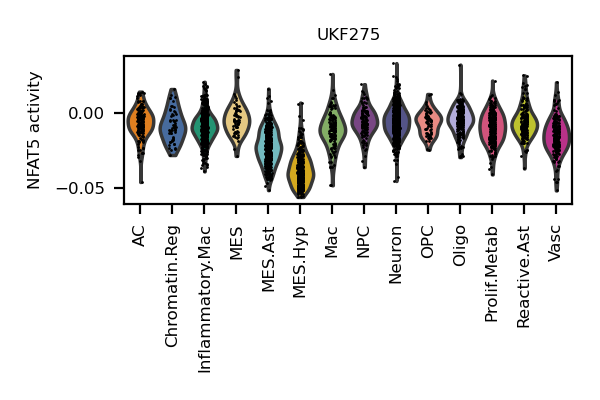 UKF275
NFAT5 activity
0.00
−0.05
AC
Chromatin.Reg
Inflammatory.Mac
MES
MES.Ast
MES.Hyp
Mac
NPC
Neuron
OPC
Oligo
Prolif.Metab
Reactive.Ast
Vasc